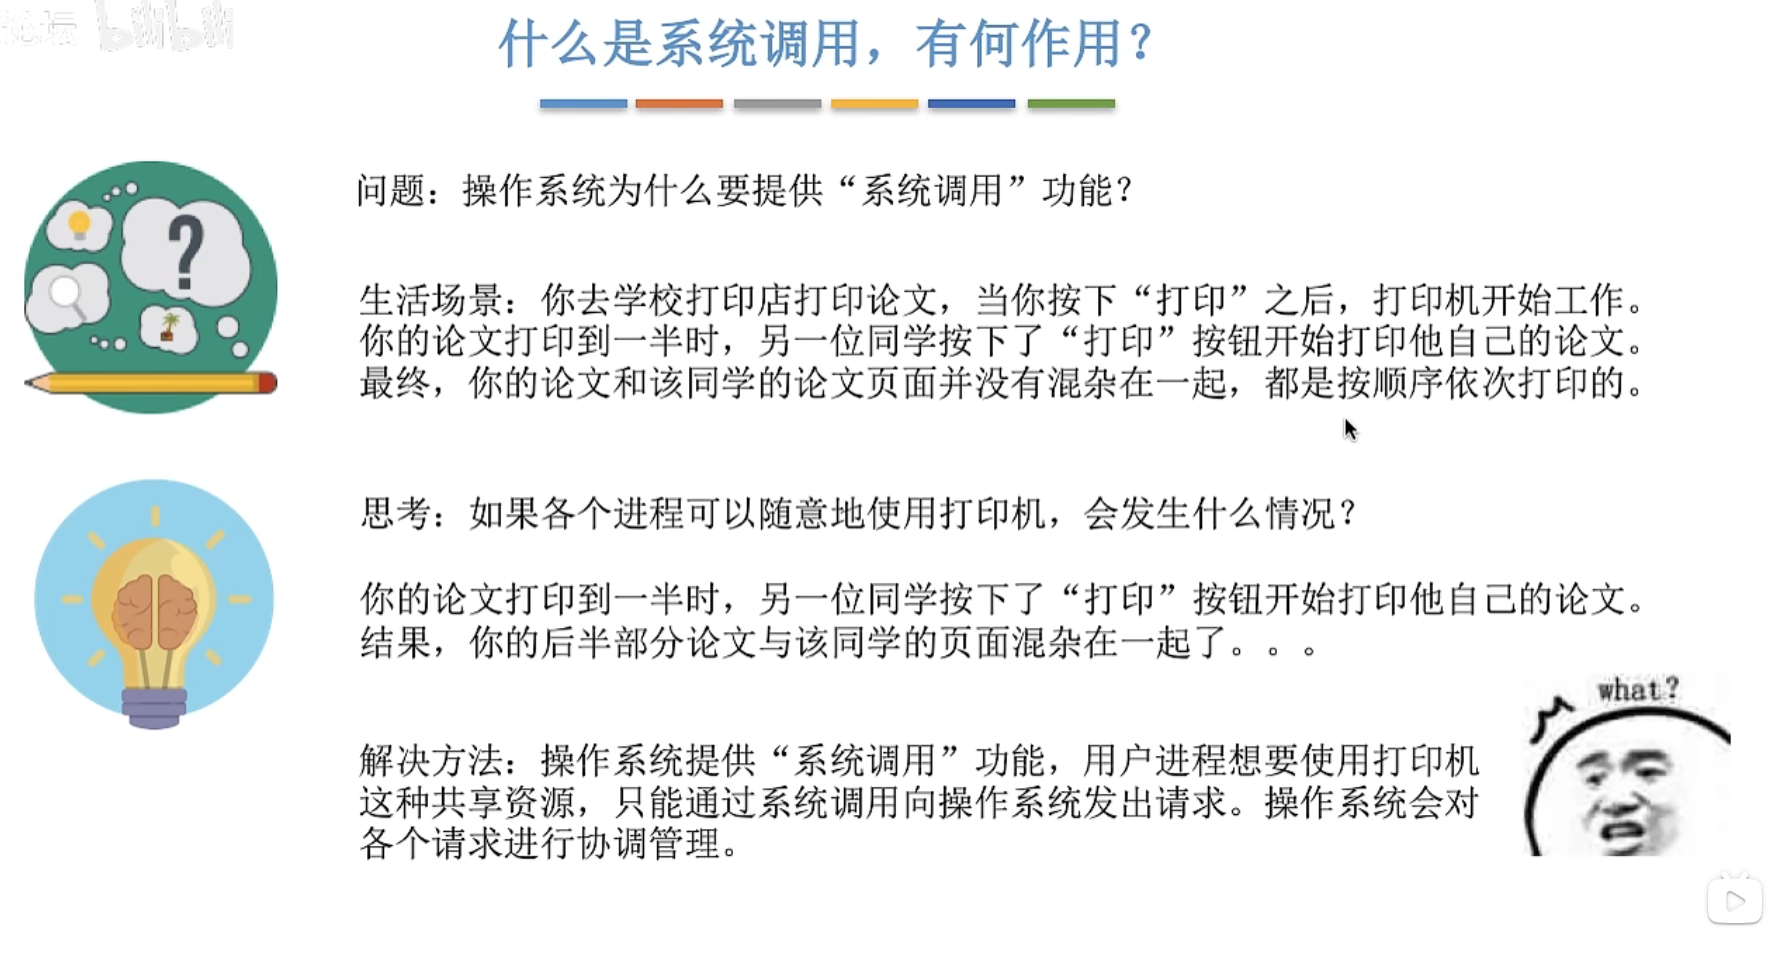 论坛 bilibili
什么是系统调用，有何作用？
问题：操作系统为什么要提供“系统调用”功能？
生活场景：你去学校打印店打印论文，当你按下“打印”之后，打印机开始工作。
你的论文打印到一半时，另一位同学按下了“打印”按钮开始打印他自己的论文。
最终，你的论文和该同学的论文页面并没有混杂在一起，都是按顺序依次打印的。
思考：如果各个进程可以随意地使用打印机，会发生什么情况？
你的论文打印到一半时，另一位同学按下了“打印”按钮开始打印他自己的论文。
结果，你的后半部分论文与该同学的页面混杂在一起了。。。
what?
解决方法：操作系统提供“系统调用”功能，用户进程想要使用打印机
这种共享资源，只能通过系统调用向操作系统发出请求。操作系统会对
各个请求进行协调管理。